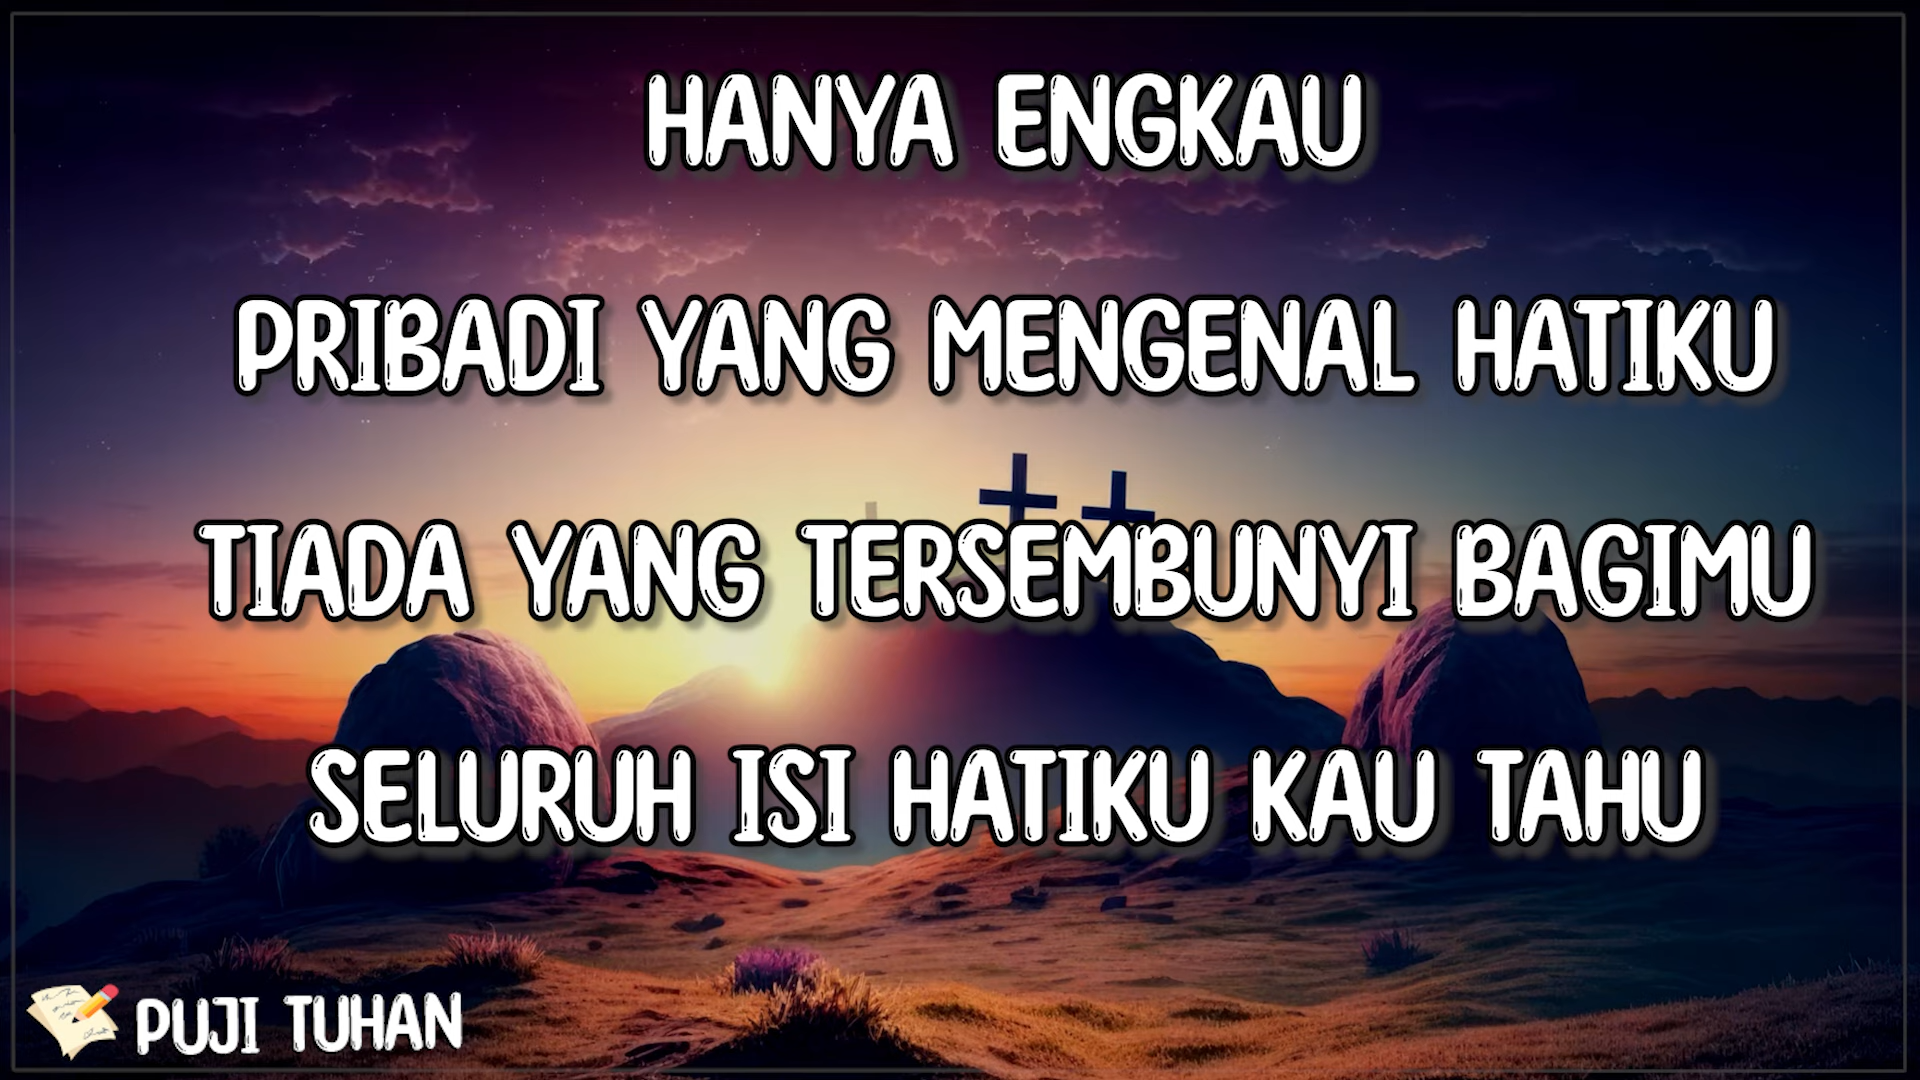 HANYA ENGKAU
PRIBADI YANG MENGENAL HATIKU
TIADA YANG TERSEMBUNYI BAGIMU
SELURUH ISI HATIKU KAU TAHU
PUJI TUHAN